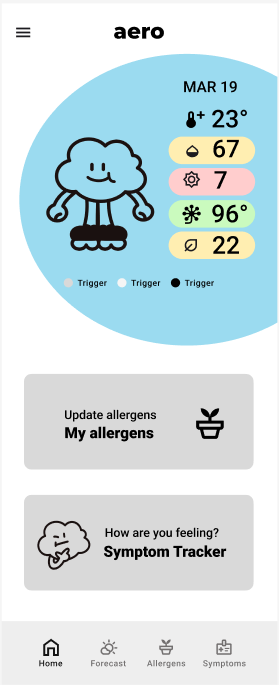 aero
MAR 19
23°
67
7
96°
22
Trigger Trigger Trigger
Update allergens
My allergens
How are you feeling?
Symptom Tracker
Home Forecast Allergens Symptoms